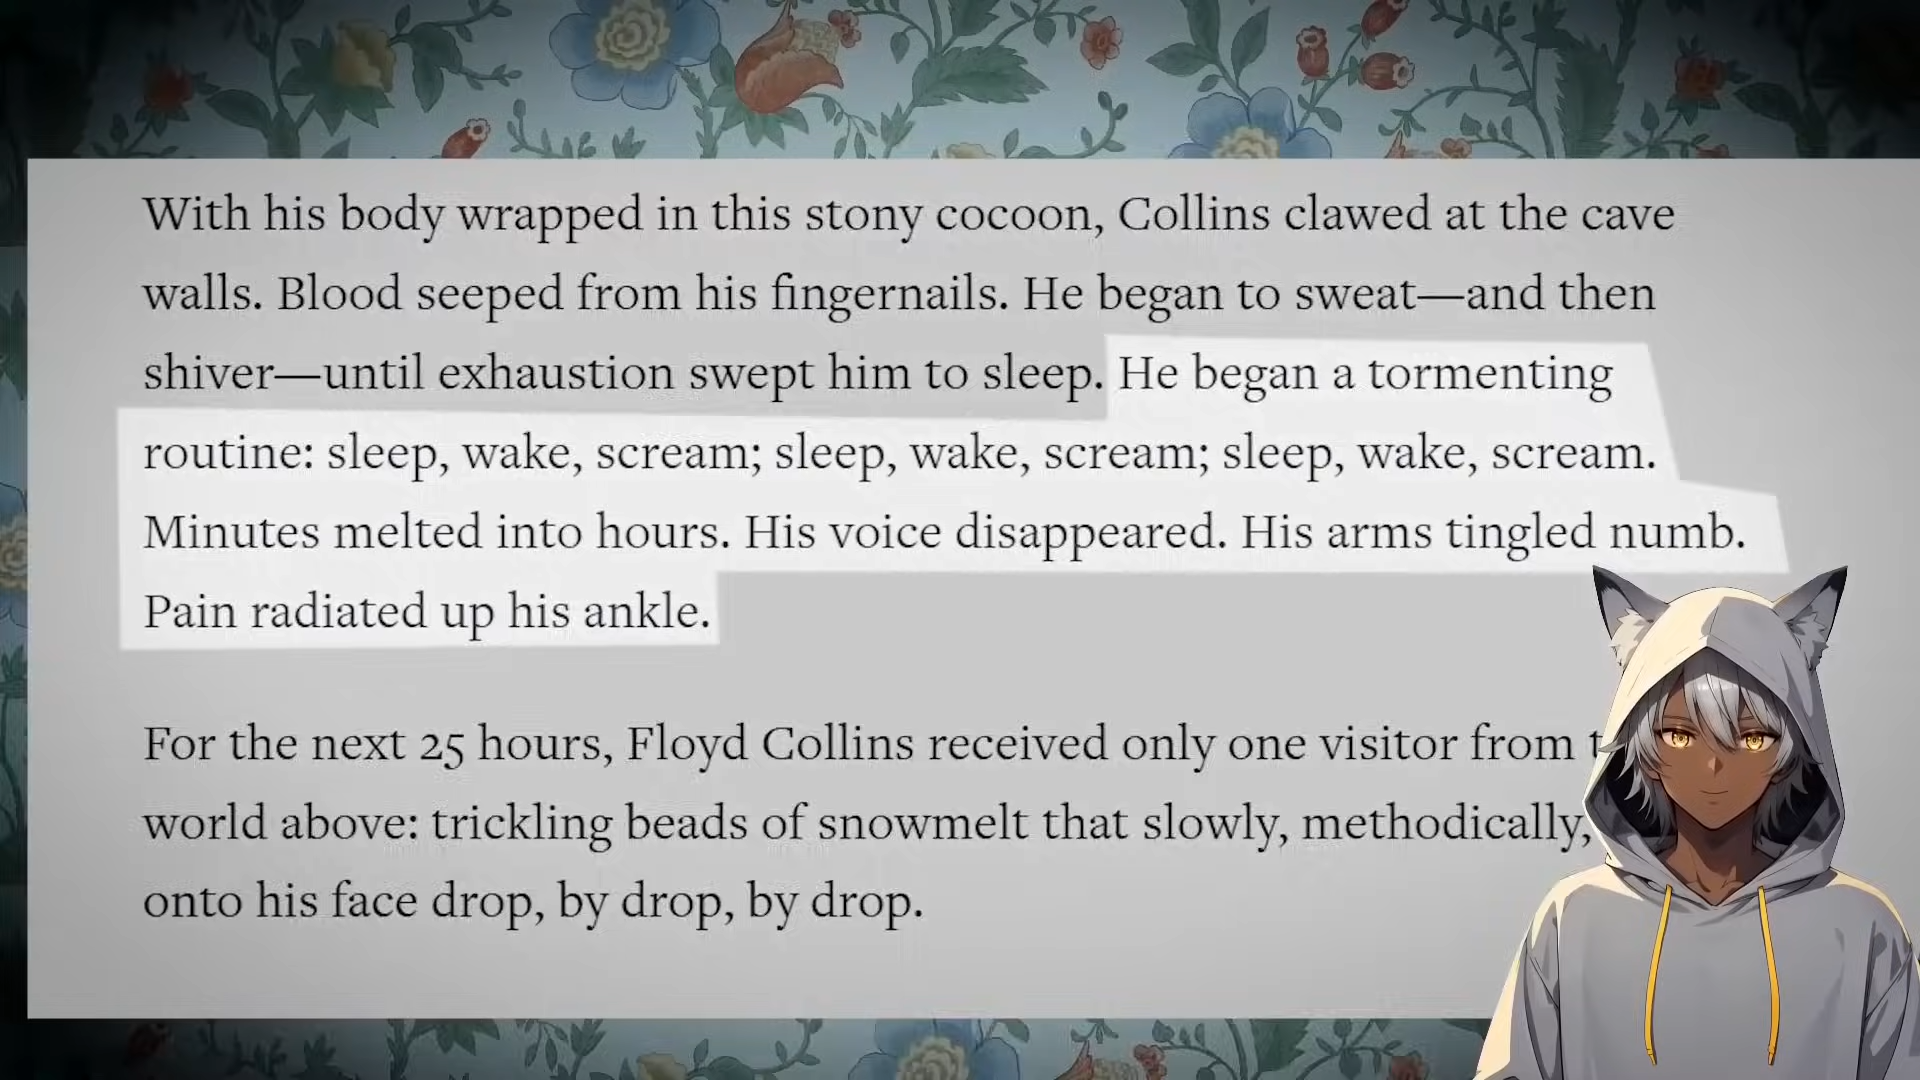 With his body wrapped in this stony cocoon, Collins clawed at the cave
walls. Blood seeped from his fingernails. He began to sweat—and then
shiver—until exhaustion swept him to sleep. He began a tormenting
routine: sleep, wake, scream; sleep, wake, scream; sleep, wake, scream.
Minutes melted into hours. His voice disappeared. His arms tingled numb.
Pain radiated up his ankle.
For the next 25 hours, Floyd Collins received only one visitor from
world above: trickling beads of snowmelt that slowly, methodically,
onto his face drop, by drop, by drop.